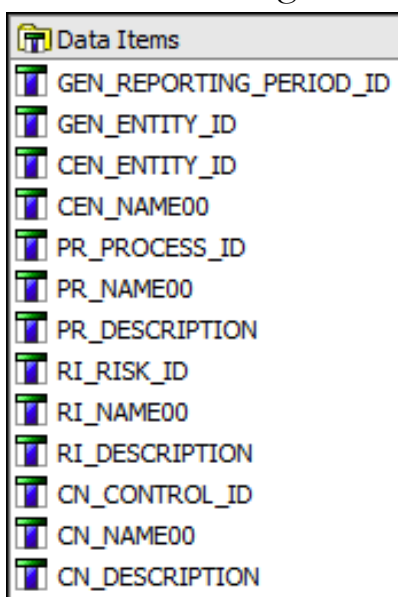 Data Items
GEN_REPORTING_PERIOD_ID
GEN_ENTITY_ID
CEN_ENTITY_ID
CEN_NAME00
PR_PROCESS_ID
PR_NAME00
PR_DESCRIPTION
RI_RISK_ID
RI_NAME00
RI_DESCRIPTION
CN_CONTROL_ID
CN_NAME00
CN_DESCRIPTION